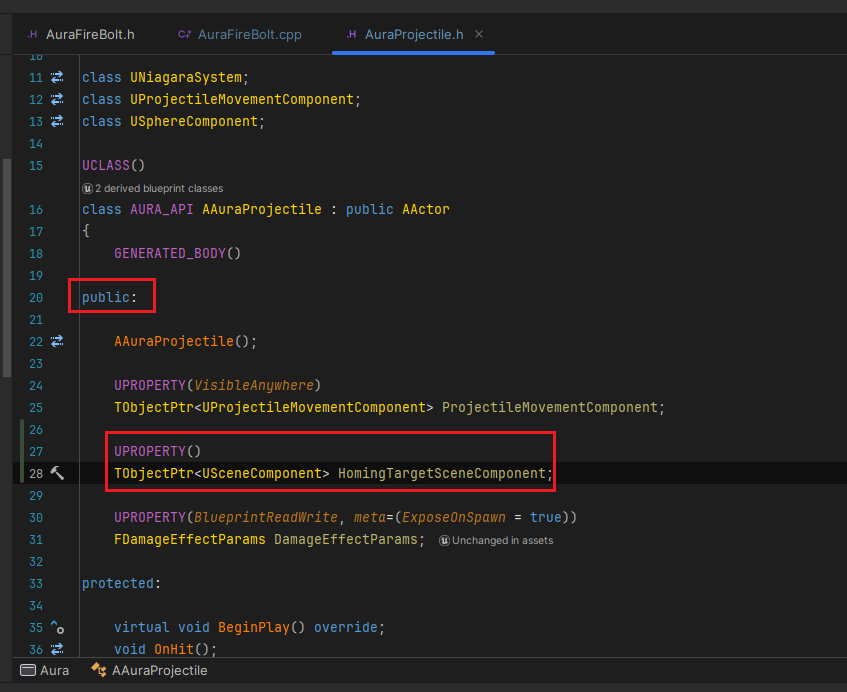 .H AuraFireBolt.h C+ AuraFireBolt.cpp .H AuraProjectile.h ×
10
11 class UNiagaraSystem;
12 class UProjectileMovementComponent;
13 class USphereComponent;
14
15 UCLASS()
2 derived blueprint classes
16 class AURA_API AAuraProjectile : public AActor
17 {
18 GENERATED_BODY()
19
20 public:
21
22 AAuraProjectile();
23
24 UPROPERTY(VisibleAnywhere)
25 TObjectPtr<UProjectileMovementComponent> ProjectileMovementComponent;
26
27 UPROPERTY()
28 TObjectPtr<USceneComponent> HomingTargetSceneComponent;
29
30 UPROPERTY(BlueprintReadWrite, meta=(ExposeOnSpawn = true))
31 FDamageEffectParams DamageEffectParams; Unchanged in assets
32
33 protected:
34
35 virtual void BeginPlay() override;
36 void OnHit();
Aura AAuraProjectile